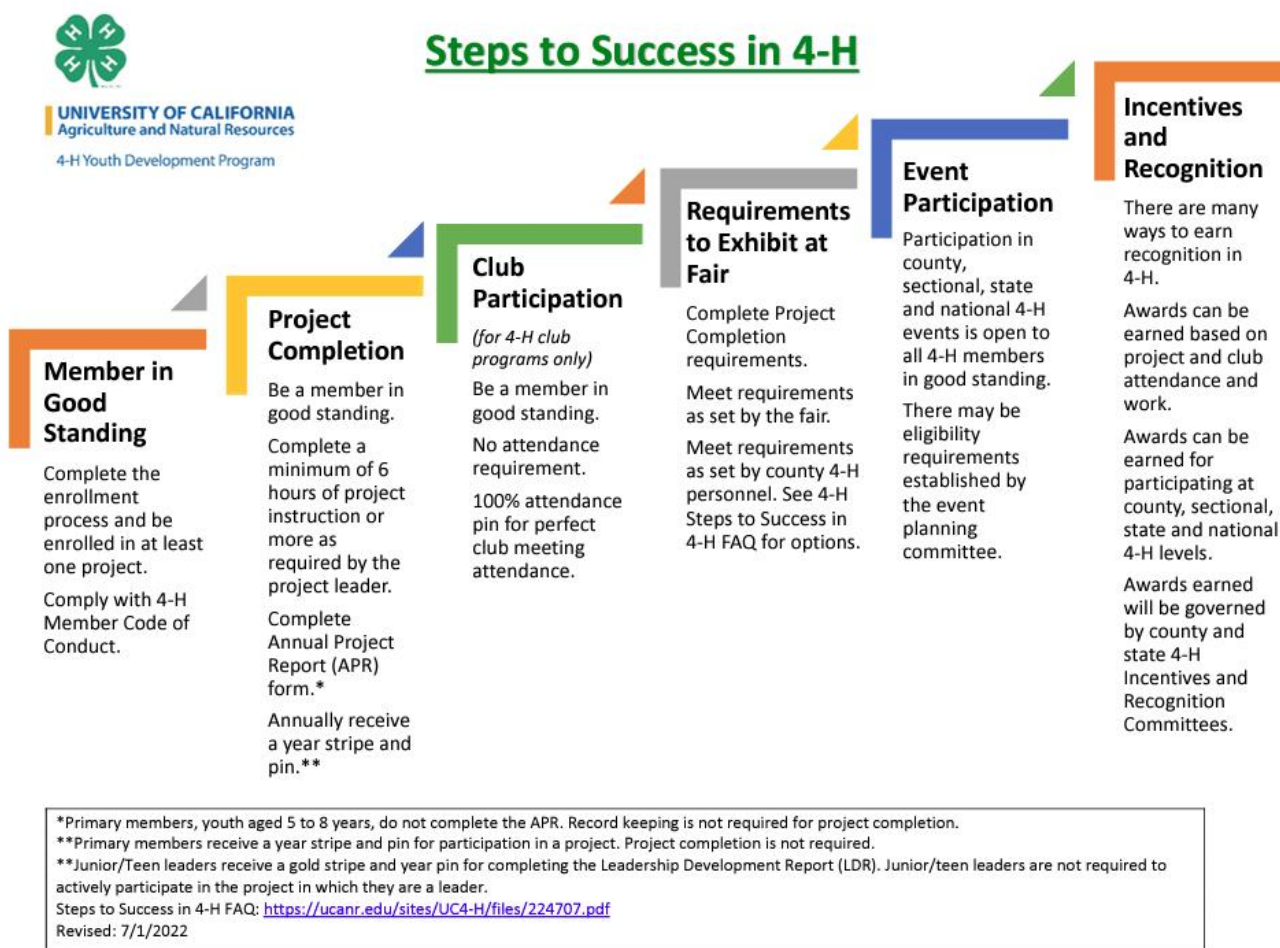 Steps to Success in 4-H
H H
H H
UNIVERSITY OF CALIFORNIA
Agriculture and Natural Resources
4-H Youth Development Program
Member in
Good
Standing
Complete the
enrollment
process and be
enrolled in at least
one project.
Comply with 4-H
Member Code of
Conduct.
Project
Completion
Be a member in
good standing.
Complete a
minimum of 6
hours of project
instruction or
more as
required by the
project leader.
Complete
Annual Project
Report (APR)
form.*
Annually receive
a year stripe and
pin.**
Club
Participation
(for 4-H club
programs only)
Be a member in
good standing.
No attendance
requirement.
100% attendance
pin for perfect
club meeting
attendance.
Requirements
to Exhibit at
Fair
Complete Project
Completion
requirements.
Meet requirements
as set by the fair.
Meet requirements
as set by county 4-H
personnel. See 4-H
Steps to Success in
4-H FAQ for options.
Event
Participation
Participation in
county,
sectional, state
and national 4-H
events is open to
all 4-H members
in good standing.
There may be
eligibility
requirements
established by
the event
planning
committee.
Incentives
and
Recognition
There are many
ways to earn
recognition in
4-H.
Awards can be
earned based on
project and club
attendance and
work.
Awards can be
earned for
participating at
county, sectional,
state and national
4-H levels.
Awards earned
will be governed
by county and
state 4-H
Incentives and
Recognition
Committees.
*Primary members, youth aged 5 to 8 years, do not complete the APR. Record keeping is not required for project completion.
**Primary members receive a year stripe and pin for participation in a project. Project completion is not required.
**Junior/Teen leaders receive a gold stripe and year pin for completing the Leadership Development Report (LDR). Junior/teen leaders are not required to
actively participate in the project in which they are a leader.
Steps to Success in 4-H FAQ: https://ucanr.edu/sites/UC4-H/files/224707.pdf
Revised: 7/1/2022